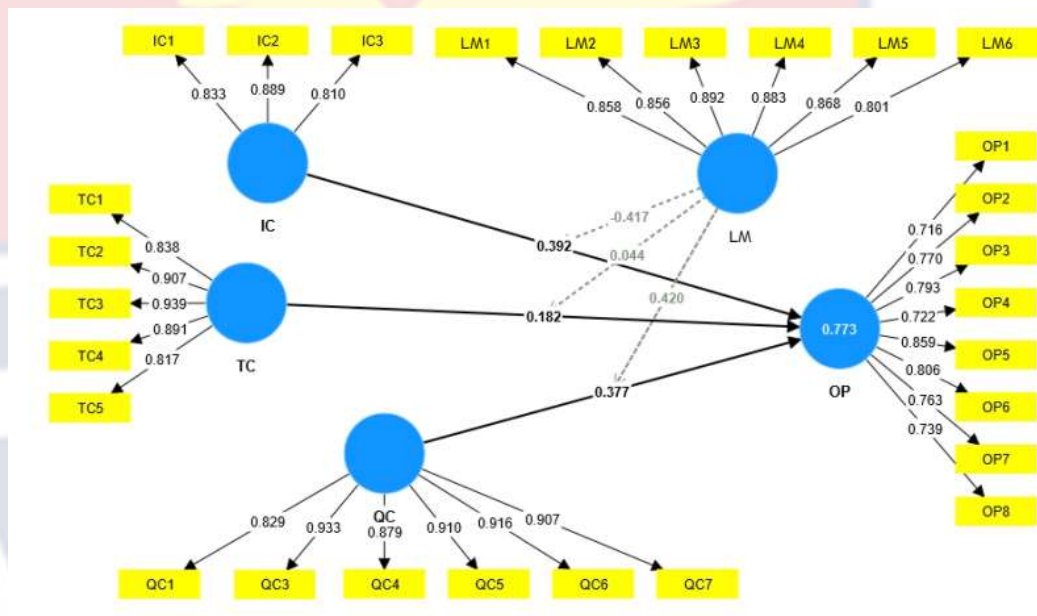 IC1 IC2 IC3
0.833 0.889 0.810
IC
LM1 LM2 LM3 LM4 LM5 LM6
0.858 0.856 0.892 0.883 0.868 0.801
LM
TC1
TC2
TC3
TC4
TC5
0.838
0.907
0.939
0.891
0.817
TC
-0.417
0.392
0.044
0.182
0.420
0.377
QC
0.829 0.933 0.879 0.910 0.916 0.907
QC1 QC3 QC4 QC5 QC6 QC7
0.773
OP
0.716
0.770
0.793
0.722
0.859
0.806
0.763
0.739
OP1
OP2
OP3
OP4
OP5
OP6
OP7
OP8